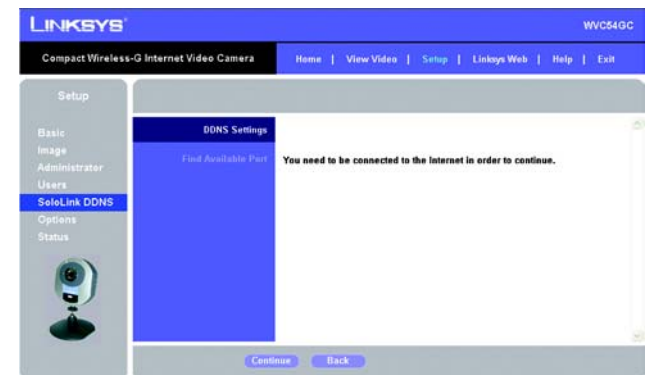 LINKSYS®
WVC54GC
Compact Wireless-G Internet Video Camera
Home | View Video | Setup | Linksys Web | Help | Exit
Setup
Basic
Image
Administrator
Users
SoloLink DDNS
Options
Status
DDNS Settings
Find Available Port
You need to be connected to the Internet in order to continue.
Continue
Back